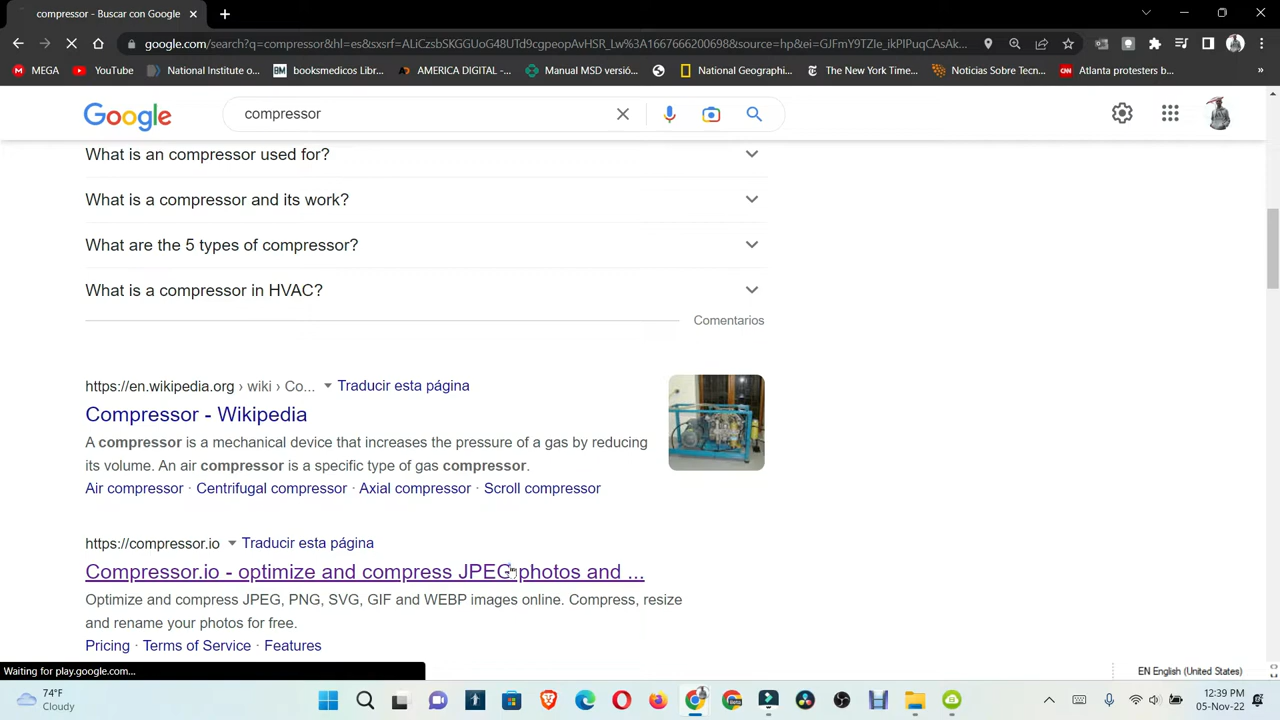 compressor - Buscar con Google
google.com/search?q=compressor&hl=es&sxsrf=ALiCzsbSKGGUoG48UTd9cgpeopAvHSR_Lw%3A1667666200698&source=hp&ei=GJFmY9TZIe_ikPIPuqCAsAk...
MEGA
YouTube
National Institute o...
booksmedicos Libr...
AMERICA DIGITAL -...
Manual MSD versió...
National Geographi...
The New York Time...
Noticias Sobre Tecn...
Atlanta protesters b...
»
Google
compressor
What is an compressor used for?
What is a compressor and its work?
What are the 5 types of compressor?
What is a compressor in HVAC?
Comentarios
https://en.wikipedia.org › wiki › Co... Traducir esta página
Compressor - Wikipedia
A compressor is a mechanical device that increases the pressure of a gas by reducing
its volume. An air compressor is a specific type of gas compressor.
Air compressor · Centrifugal compressor · Axial compressor · Scroll compressor
https://compressor.io Traducir esta página
Compressor.io - optimize and compress JPEG photos and ...
Optimize and compress JPEG, PNG, SVG, GIF and WEBP images online. Compress, resize
and rename your photos for free.
Pricing · Terms of Service · Features
Waiting for play.google.com...
EN English (United States)
74°F
Cloudy
12:39 PM
05-Nov-22